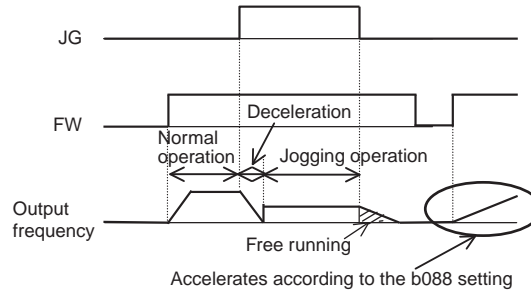 JG
FW
Deceleration
Normal
operation
Jogging operation
Output
frequency
Free running
Accelerates according to the b088 setting